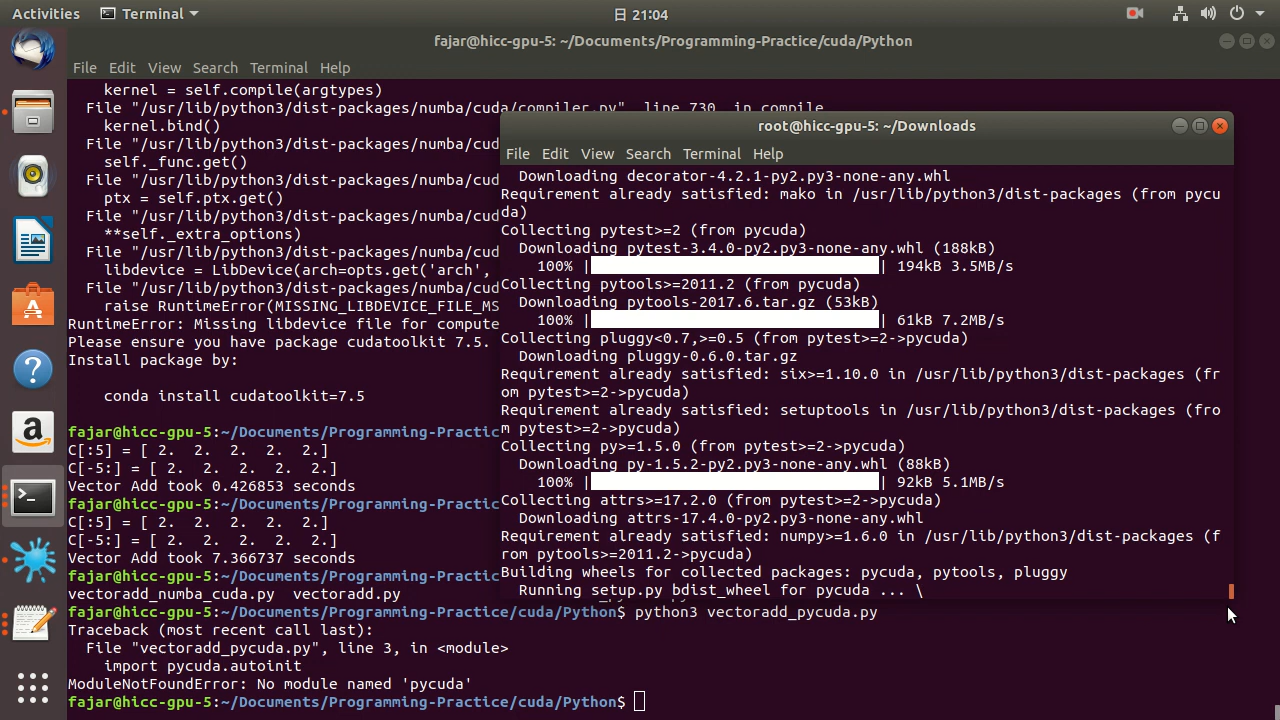 Activities
Terminal
日 21:04
fajar@hicc-gpu-5: ~/Documents/Programming-Practice/cuda/Python
File Edit View Search Terminal Help
kernel = self.compile(argtypes)
File "/usr/lib/python3/dist-packages/numba/cuda/compiler.py", line 730, in compile
kernel.bind()
File "/usr/lib/python3/dist-packages/numba/cud
self._func.get()
File "/usr/lib/python3/dist-packages/numba/cud
ptx = self.ptx.get()
File "/usr/lib/python3/dist-packages/numba/cud
**self._extra_options)
File "/usr/lib/python3/dist-packages/numba/cud
libdevice = LibDevice(arch=opts.get('arch',
File "/usr/lib/python3/dist-packages/numba/cud
raise RuntimeError(MISSING_LIBDEVICE_FILE_MS
RuntimeError: Missing libdevice file for compute
Please ensure you have package cudatoolkit 7.5.
Install package by:
conda install cudatoolkit=7.5
fajar@hicc-gpu-5:~/Documents/Programming-Practic
C[:5] = [ 2. 2. 2. 2. 2.]
C[-5:] = [ 2. 2. 2. 2. 2.]
Vector Add took 0.426853 seconds
fajar@hicc-gpu-5:~/Documents/Programming-Practic
C[:5] = [ 2. 2. 2. 2. 2.]
C[-5:] = [ 2. 2. 2. 2. 2.]
Vector Add took 7.366737 seconds
fajar@hicc-gpu-5:~/Documents/Programming-Practic
vectoradd_numba_cuda.py vectoradd.py
fajar@hicc-gpu-5:~/Documents/Programming-Practice/cuda/Python$ python3 vectoradd_pycuda.py
Traceback (most recent call last):
File "vectoradd_pycuda.py", line 3, in <module>
import pycuda.autoinit
ModuleNotFoundError: No module named 'pycuda'
fajar@hicc-gpu-5:~/Documents/Programming-Practice/cuda/Python$
root@hicc-gpu-5: ~/Downloads
File Edit View Search Terminal Help
Downloading decorator-4.2.1-py2.py3-none-any.whl
Requirement already satisfied: mako in /usr/lib/python3/dist-packages (from pycu
da)
Collecting pytest>=2 (from pycuda)
Downloading pytest-3.4.0-py2.py3-none-any.whl (188kB)
100% | | 194kB 3.5MB/s
Collecting pytools>=2011.2 (from pycuda)
Downloading pytools-2017.6.tar.gz (53kB)
100% | | 61kB 7.2MB/s
Collecting pluggy<0.7,>=0.5 (from pytest>=2->pycuda)
Downloading pluggy-0.6.0.tar.gz
Requirement already satisfied: six>=1.10.0 in /usr/lib/python3/dist-packages (fr
om pytest>=2->pycuda)
Requirement already satisfied: setuptools in /usr/lib/python3/dist-packages (fro
m pytest>=2->pycuda)
Collecting py>=1.5.0 (from pytest>=2->pycuda)
Downloading py-1.5.2-py2.py3-none-any.whl (88kB)
100% | | 92kB 5.1MB/s
Collecting attrs>=17.2.0 (from pytest>=2->pycuda)
Downloading attrs-17.4.0-py2.py3-none-any.whl
Requirement already satisfied: numpy>=1.6.0 in /usr/lib/python3/dist-packages (f
rom pytools>=2011.2->pycuda)
Building wheels for collected packages: pycuda, pytools, pluggy
Running setup.py bdist_wheel for pycuda ... \